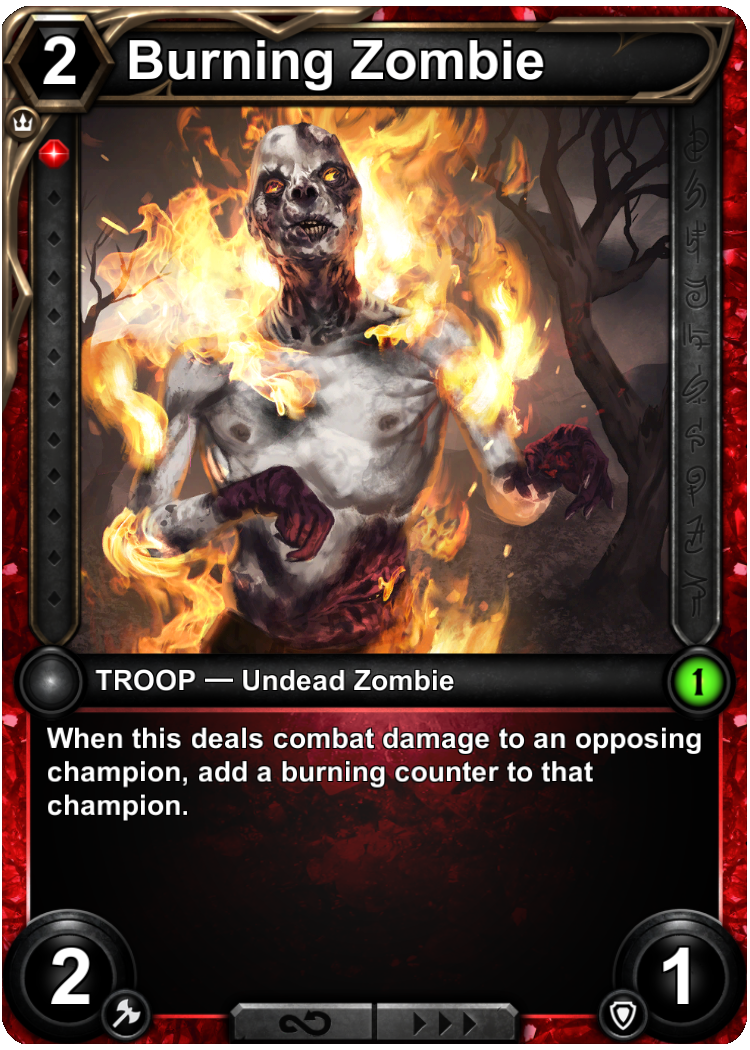 2 Burning Zombie
TROOP — Undead Zombie 1
When this deals combat damage to an opposing
champion, add a burning counter to that
champion.
2 1